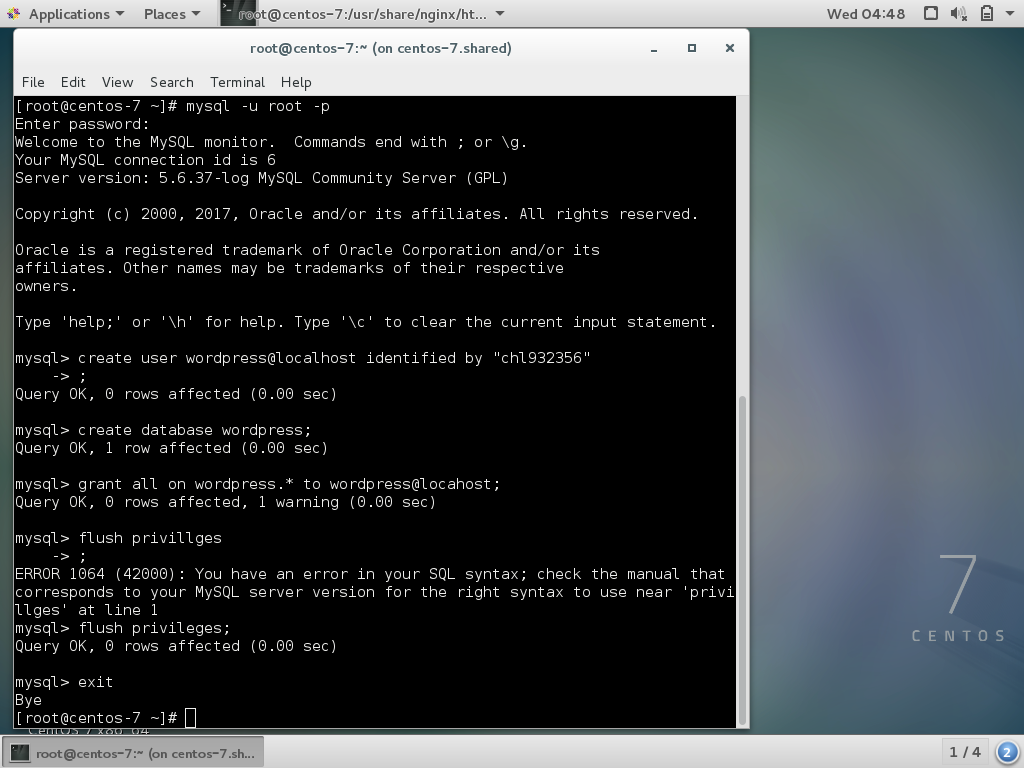 Applications Places root@centos-7:/usr/share/nginx/ht... Wed 04:48
root@centos-7:~ (on centos-7.shared)
File Edit View Search Terminal Help
[root@centos-7 ~]# mysql -u root -p
Enter password:
Welcome to the MySQL monitor.  Commands end with ; or \g.
Your MySQL connection id is 6
Server version: 5.6.37-log MySQL Community Server (GPL)
Copyright (c) 2000, 2017, Oracle and/or its affiliates. All rights reserved.
Oracle is a registered trademark of Oracle Corporation and/or its
affiliates. Other names may be trademarks of their respective
owners.
Type 'help;' or '\h' for help. Type '\c' to clear the current input statement.
mysql> create user wordpress@localhost identified by "chl932356"
    -> ;
Query OK, 0 rows affected (0.00 sec)
mysql> create database wordpress;
Query OK, 1 row affected (0.00 sec)
mysql> grant all on wordpress.* to wordpress@locahost;
Query OK, 0 rows affected, 1 warning (0.00 sec)
mysql> flush privillges
    -> ;
ERROR 1064 (42000): You have an error in your SQL syntax; check the manual that
corresponds to your MySQL server version for the right syntax to use near 'privi
llges' at line 1
mysql> flush privileges;
Query OK, 0 rows affected (0.00 sec)
mysql> exit
Bye
[root@centos-7 ~]#
7
CENTOS
CentOS 7 x86_64
root@centos-7:~ (on centos-7.sh...
1 / 4
2